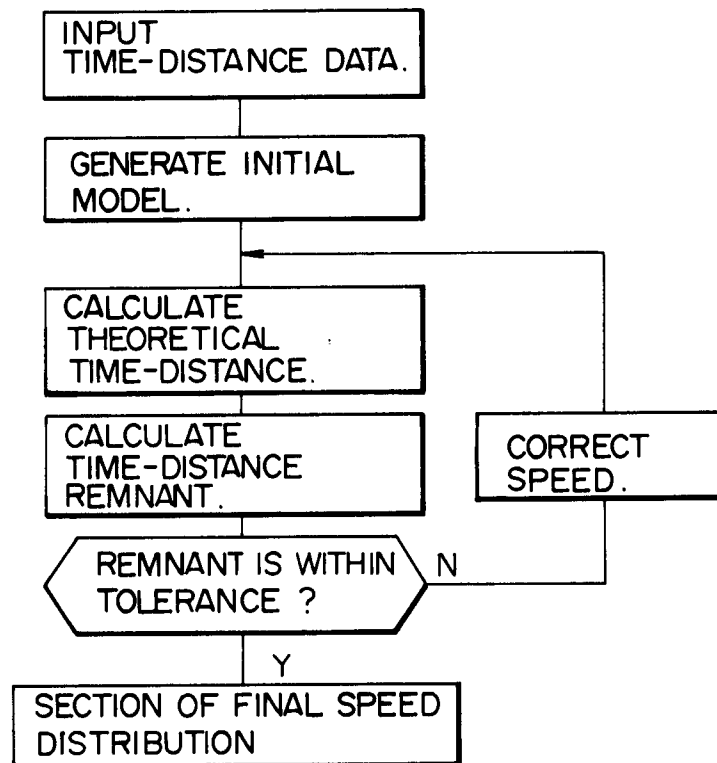 INPUT
TIME-DISTANCE DATA.
GENERATE INITIAL
MODEL.
CALCULATE
THEORETICAL
TIME-DISTANCE.
CALCULATE
TIME-DISTANCE
REMNANT.
CORRECT
SPEED.
REMNANT IS WITHIN
TOLERANCE ?
N
Y
SECTION OF FINAL SPEED
DISTRIBUTION